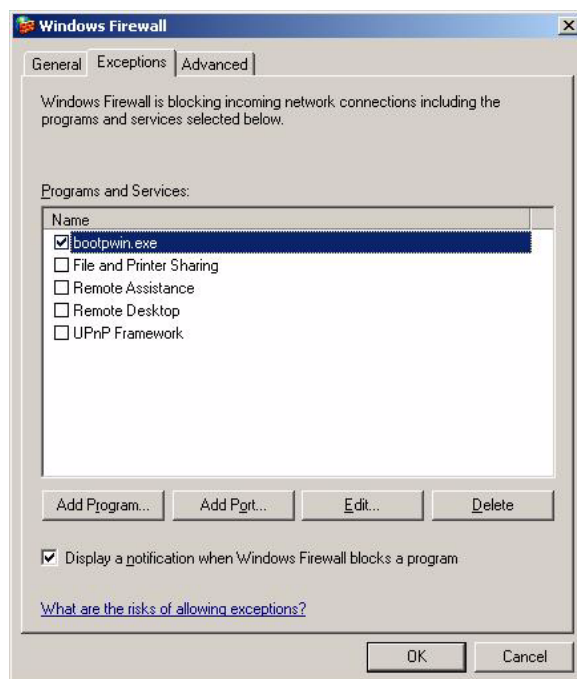 Windows Firewall
General Exceptions Advanced
Windows Firewall is blocking incoming network connections including the
programs and services selected below.
Programs and Services:
Name
bootpwin.exe
File and Printer Sharing
Remote Assistance
Remote Desktop
UPnP Framework
Add Program... Add Port... Edit... Delete
Display a notification when Windows Firewall blocks a program
What are the risks of allowing exceptions?
OK Cancel